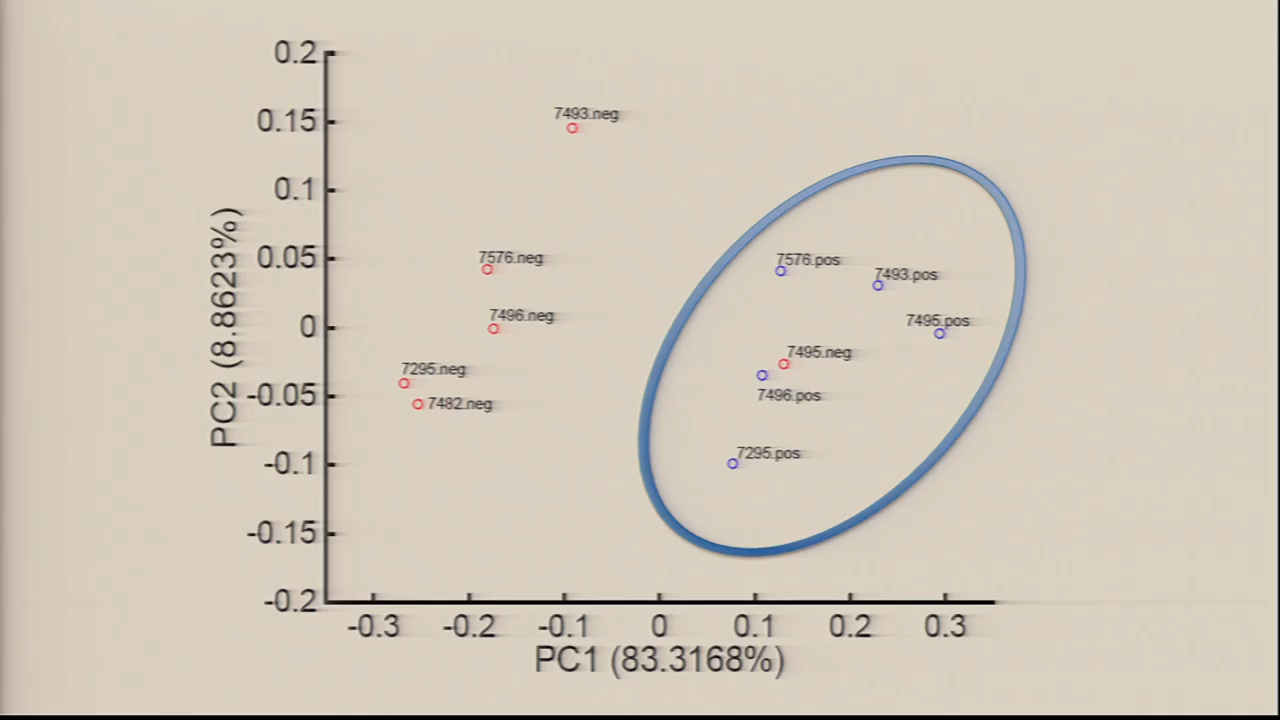 0.2
7493.neg
0.15
0.1
7576.neg
7576.pos
0.05
7493.pos
7496.neg
7495.pos
0
7495.neg
7295.neg
7496.pos
-0.05
7482.neg
7295.pos
-0.1
-0.15
-0.2
PC2 (8.8623%)
-0.3 -0.2 -0.1 0 0.1 0.2 0.3
PC1 (83.3168%)